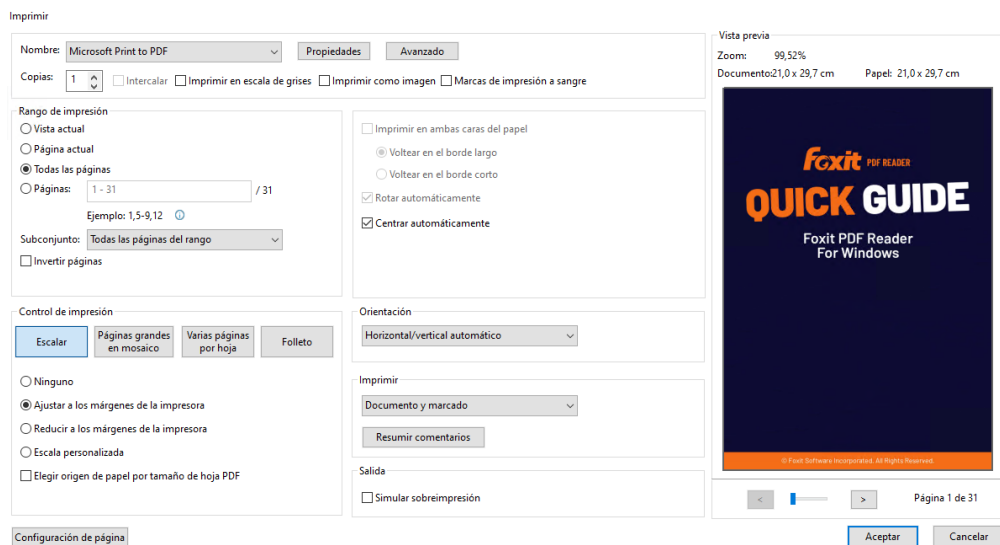 Imprimir
Nombre: Microsoft Print to PDF Propiedades Avanzado
Copias: 1 Intercalar Imprimir en escala de grises Imprimir como imagen Marcas de impresión a sangre
Rango de impresión
Vista actual
Página actual
Todas las páginas
Páginas: 1 - 31 / 31
Ejemplo: 1,5-9,12
Subconjunto: Todas las páginas del rango
Invertir páginas
Imprimir en ambas caras del papel
Voltear en el borde largo
Voltear en el borde corto
Rotar automáticamente
Centrar automáticamente
Control de impresión
Escalar
Páginas grandes
en mosaico
Varias páginas
por hoja
Folleto
Ninguno
Ajustar a los márgenes de la impresora
Reducir a los márgenes de la impresora
Escala personalizada
Elegir origen de papel por tamaño de hoja PDF
Orientación
Horizontal/vertical automático
Imprimir
Documento y marcado
Resumir comentarios
Salida
Simular sobreimpresión
Vista previa
Zoom: 99,52%
Documento:21,0 x 29,7 cm Papel: 21,0 x 29,7 cm
Foxit PDF READER
QUICK GUIDE
Foxit PDF Reader
For Windows
© Foxit Software Incorporated. All Rights Reserved.
< > Página 1 de 31
Configuración de página
Aceptar Cancelar